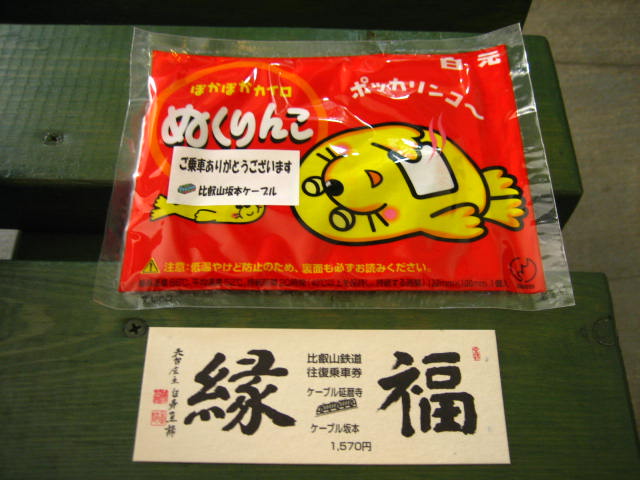 白元
ぽかぽかカイロ
ポッカリンコ〜
ぬくりんこ
ご乗車ありがとうございます
比叡山坂本ケーブル
注意:低温やけど防止のため、裏面も必ずお読みください。
縁
比叡山鉄道
往復乗車券
ケーブル延暦寺
ケーブル坂本
1,570円
福